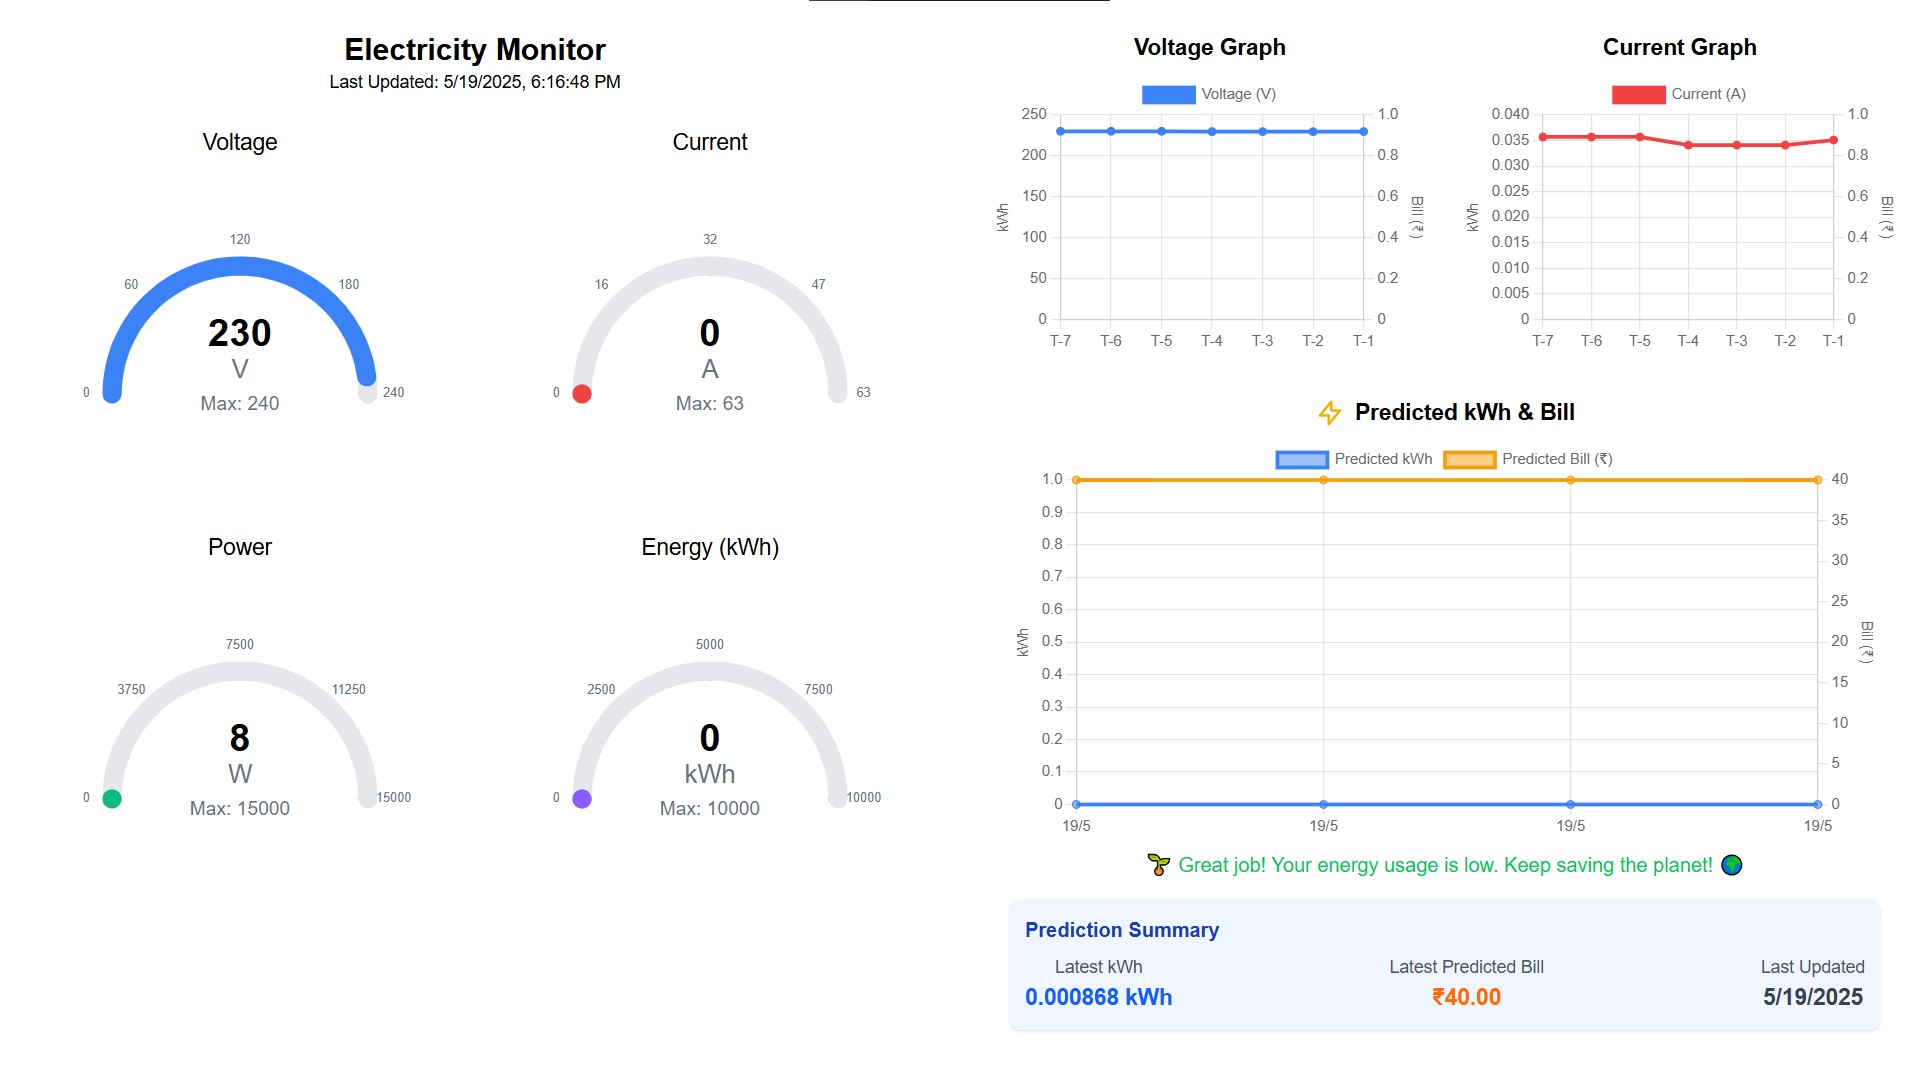 Electricity Monitor
Last Updated: 5/19/2025, 6:16:48 PM
Voltage
120
60
180
230
V
0
240
Max: 240
Current
32
16
47
0
A
0
63
Max: 63
Power
7500
3750
11250
8
W
0
15000
Max: 15000
Energy (kWh)
5000
2500
7500
0
kWh
0
10000
Max: 10000
Voltage Graph
Voltage (V)
250
200
150
100
50
0
kWh
1.0
0.8
0.6
0.4
0.2
0
Bill (₹)
T-7 T-6 T-5 T-4 T-3 T-2 T-1
Current Graph
Current (A)
0.040
0.035
0.030
0.025
0.020
0.015
0.010
0.005
0
kWh
1.0
0.8
0.6
0.4
0.2
0
Bill (₹)
T-7 T-6 T-5 T-4 T-3 T-2 T-1
Predicted kWh & Bill
Predicted kWh Predicted Bill (₹)
1.0
0.9
0.8
0.7
0.6
0.5
0.4
0.3
0.2
0.1
0
kWh
40
35
30
25
20
15
10
5
0
Bill (₹)
19/5 19/5 19/5 19/5
🌱 Great job! Your energy usage is low. Keep saving the planet! 🌍
Prediction Summary
Latest kWh
0.000868 kWh
Latest Predicted Bill
₹40.00
Last Updated
5/19/2025